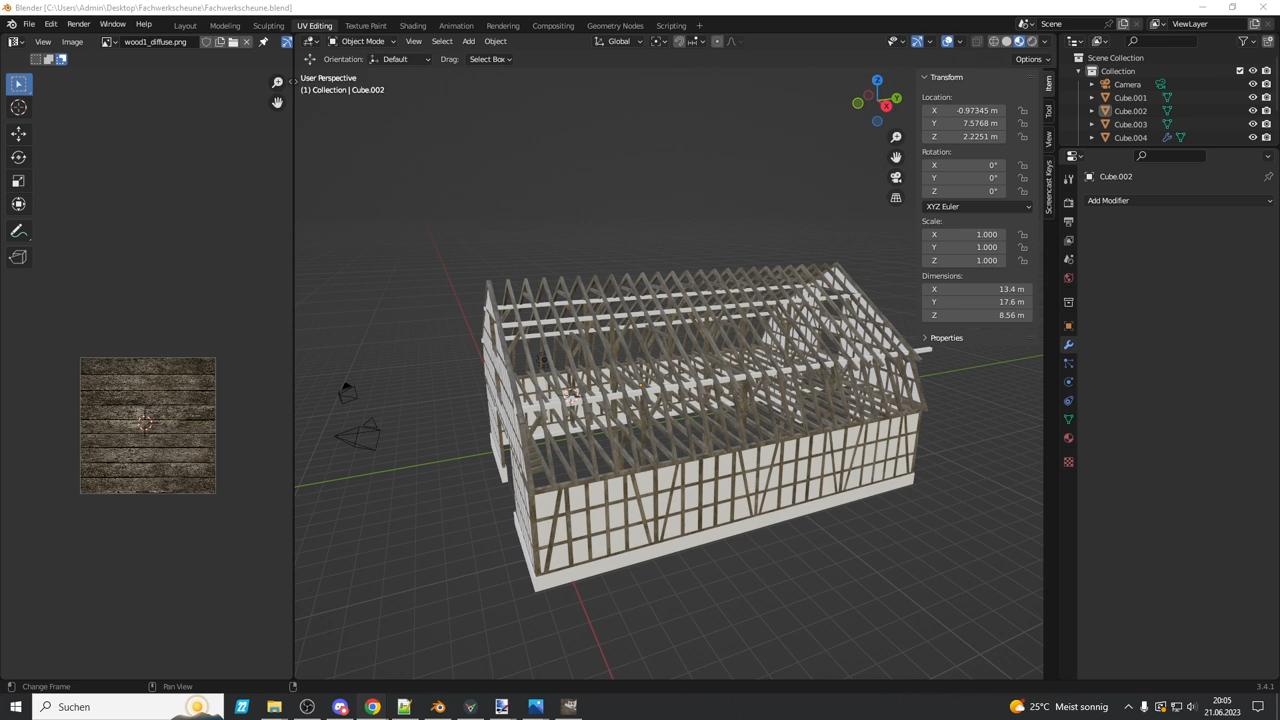 Blender [C:\Users\Admin\Desktop\Fachwerkscheune\Fachwerkscheune.blend]
File Edit Render Window Help Layout Modeling Sculpting UV Editing Texture Paint Shading Animation Rendering Compositing Geometry Nodes Scripting Scene ViewLayer
View Image wood1_diffuse.png Object Mode View Select Add Object Global
Orientation: Default Drag: Select Box Options
User Perspective
(1) Collection | Cube.002
Z
Y
X
Transform
Location:
X -0.97345 m
Y 7.5768 m
Z 2.2251 m
Rotation:
X 0°
Y 0°
Z 0°
XYZ Euler
Scale:
X 1.000
Y 1.000
Z 1.000
Dimensions:
X 13.4 m
Y 17.6 m
Z 8.56 m
Properties
Item
Tool
View
Screencast Keys
Scene Collection
Collection
Camera
Cube.001
Cube.002
Cube.003
Cube.004
Cube.002
Add Modifier
Change Frame Pan View 3.4.1
Suchen 25°C Meist sonnig 20:05
21.06.2023